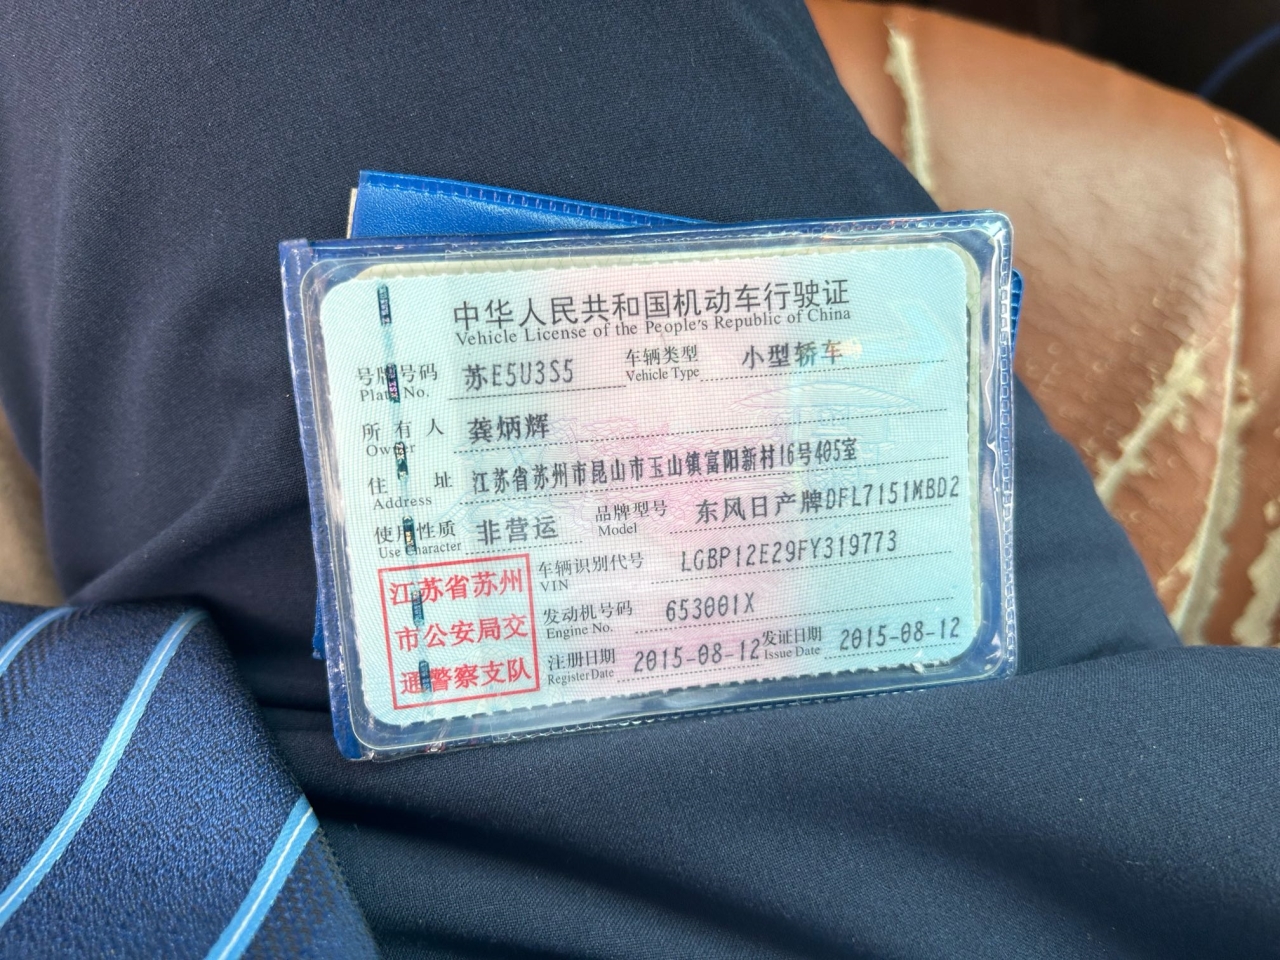 中华人民共和国机动车行驶证
Vehicle License of the People's Republic of China
号牌号码 苏E5U3S5 车辆类型 小型轿车
Plate No. Vehicle Type
所有人 龚炳辉
Owner
住址 江苏省苏州市昆山市玉山镇富阳新村16号405室
Address
使用性质 非营运 品牌型号 东风日产牌DFL7151MBD2
Use Character Model
车辆识别代号 LGBP12E29FY319773
VIN
发动机号码 653001X
Engine No.
注册日期 2015-08-12 发证日期 2015-08-12
Register Date Issue Date
江苏省苏州
市公安局交
通警察支队